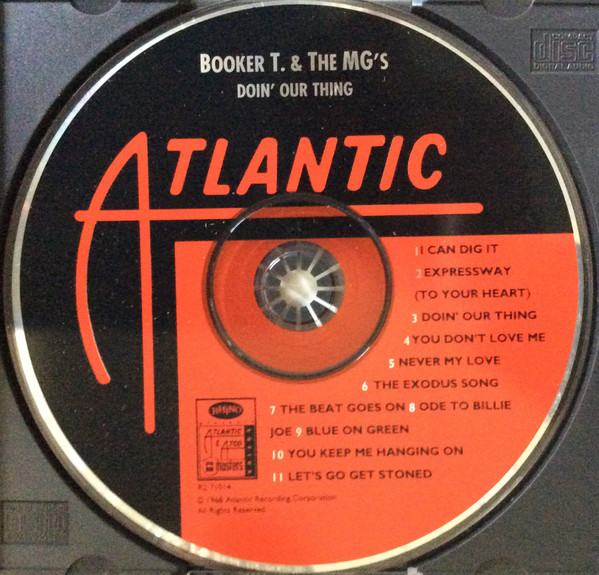 BOOKER T. & THE MG'S
DOIN' OUR THING
COMPACT
disc
DIGITAL AUDIO
ATLANTIC
1 I CAN DIG IT
2 EXPRESSWAY
(TO YOUR HEART)
3 DOIN' OUR THING
4 YOU DON'T LOVE ME
5 NEVER MY LOVE
6 THE EXODUS SONG
7 THE BEAT GOES ON 8 ODE TO BILLIE
JOE 9 BLUE ON GREEN
10 YOU KEEP ME HANGING ON
11 LET'S GO GET STONED
RHINO
ATLANTIC
& ATCO
masters
R2 71014
© 1968 Atlantic Recording Corporation
All Rights Reserved